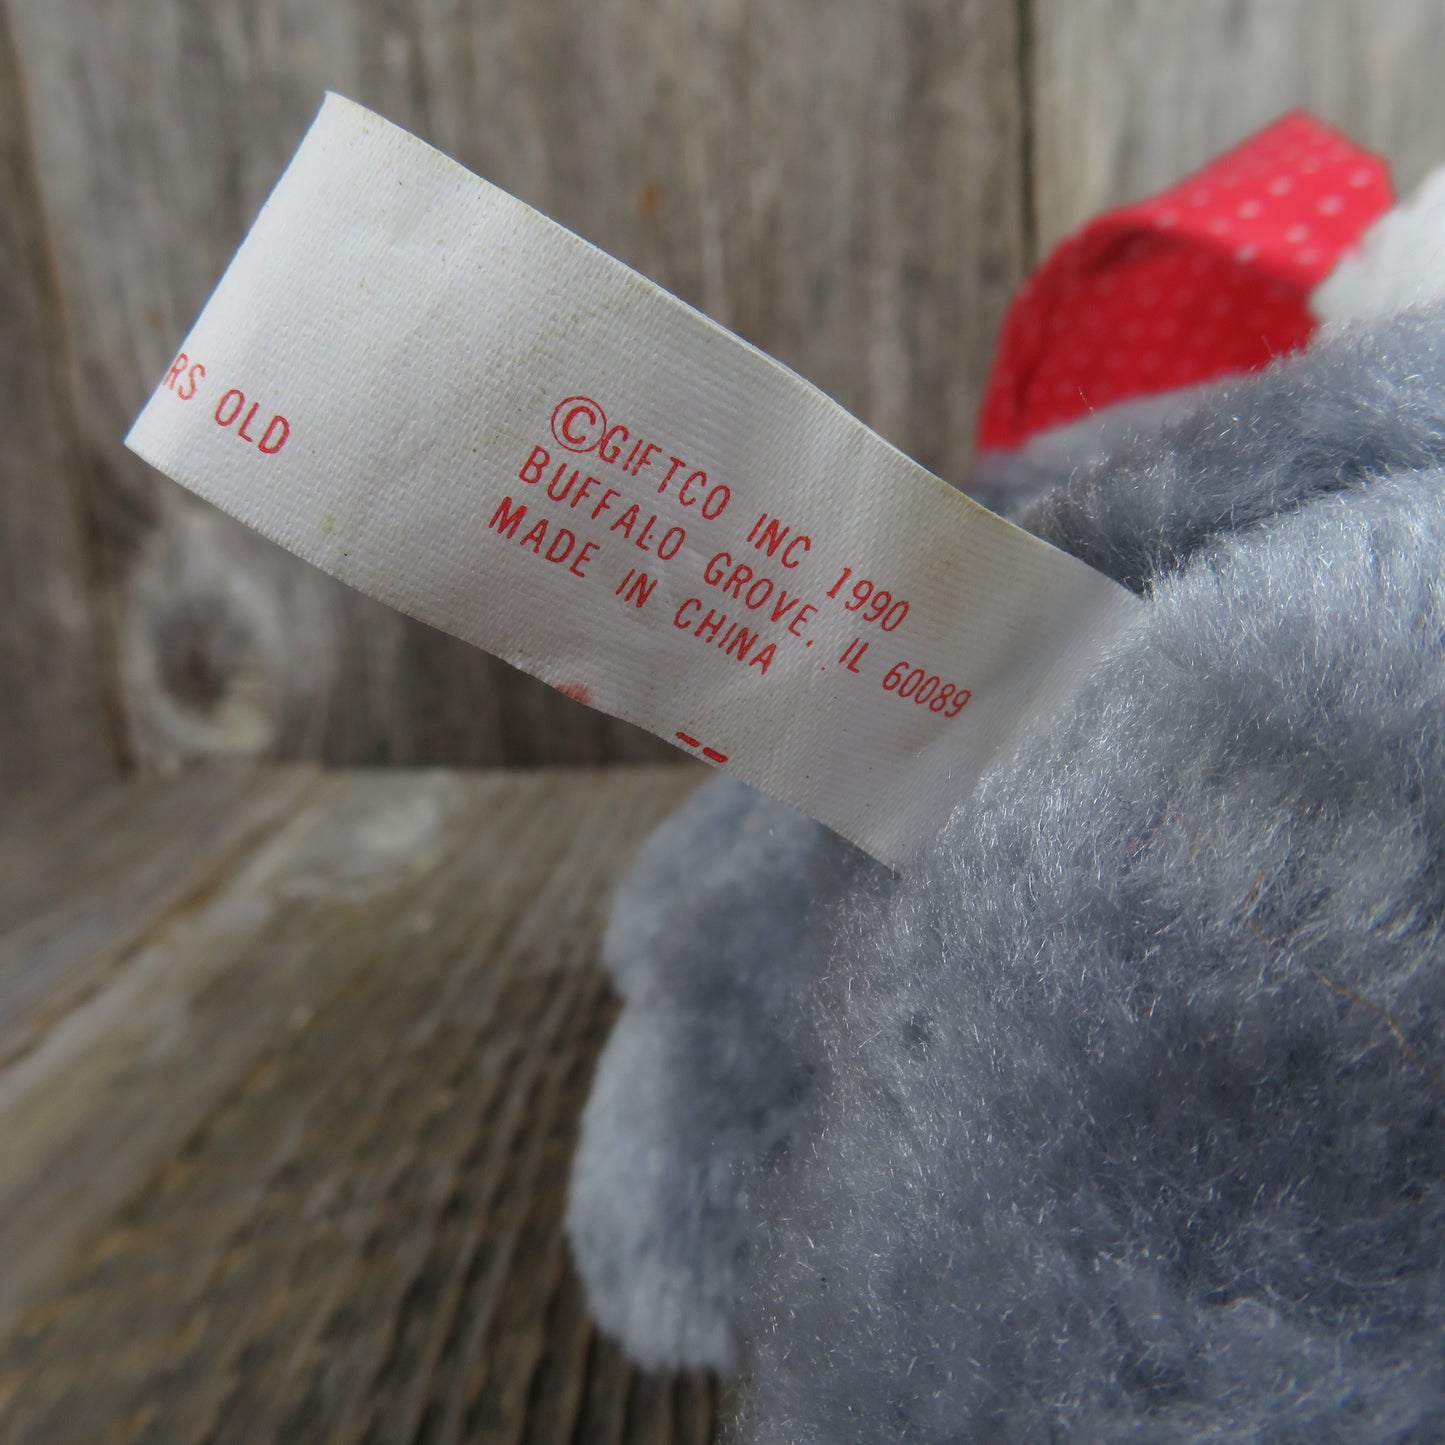 RS OLD
©GIFTCO INC 1990
BUFFALO GROVE, IL 60089
MADE IN CHINA